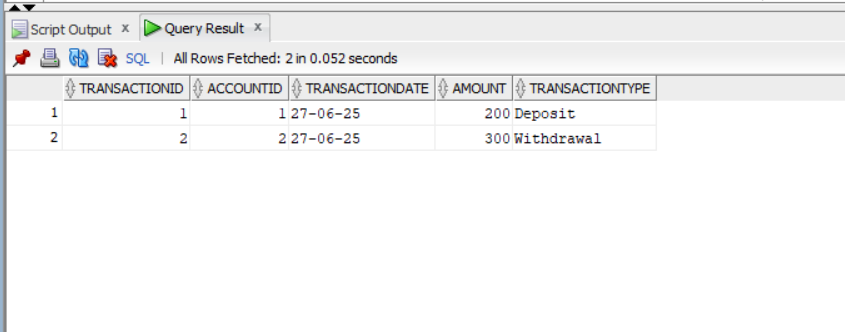 Script Output x Query Result x
SQL | All Rows Fetched: 2 in 0.052 seconds
TRANSACTIONID ACCOUNTID TRANSACTIONDATE AMOUNT TRANSACTIONTYPE
1 1 1 27-06-25 200 Deposit
2 2 2 27-06-25 300 Withdrawal